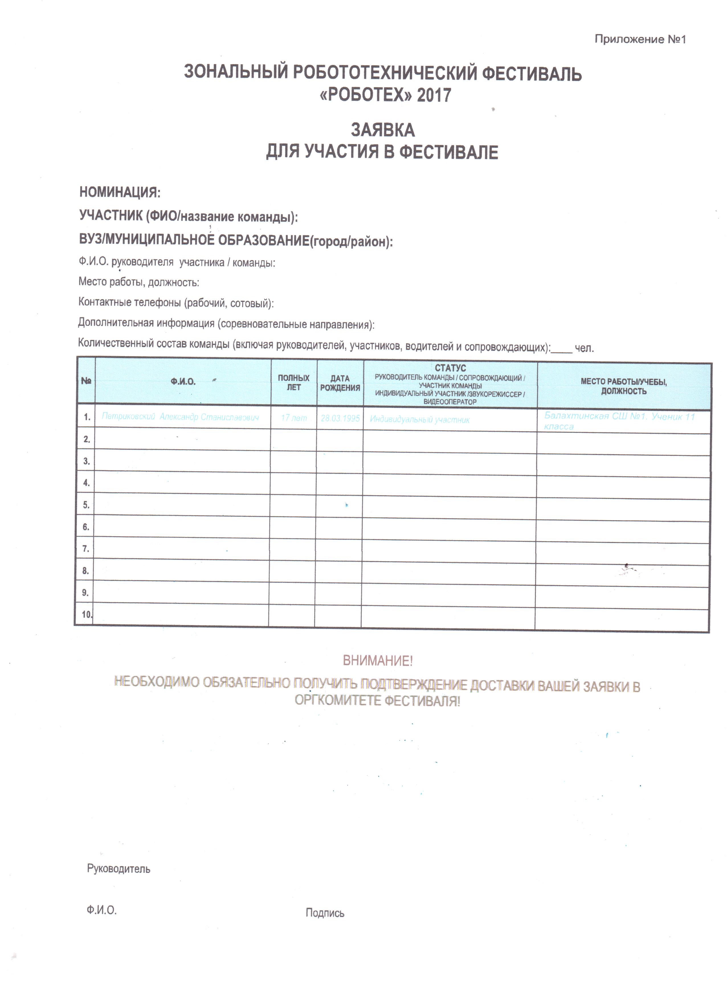 Приложение №1
ЗОНАЛЬНЫЙ РОБОТОТЕХНИЧЕСКИЙ ФЕСТИВАЛЬ
«РОБОТЕХ» 2017
ЗАЯВКА
ДЛЯ УЧАСТИЯ В ФЕСТИВАЛЕ
НОМИНАЦИЯ:
УЧАСТНИК (ФИО/название команды):
ВУЗ/МУНИЦИПАЛЬНОЕ ОБРАЗОВАНИЕ(город/район):
Ф.И.О. руководителя участника / команды:
Место работы, должность:
Контактные телефоны (рабочий, сотовый):
Дополнительная информация (соревновательные направления):
Количественный состав команды (включая руководителей, участников, водителей и сопровождающих):____ чел.
№
Ф.И.О.
ПОЛНЫХ
ЛЕТ
ДАТА
РОЖДЕНИЯ
СТАТУС
РУКОВОДИТЕЛЬ КОМАНДЫ / СОПРОВОЖДАЮЩИЙ /
УЧАСТНИК КОМАНДЫ
ИНДИВИДУАЛЬНЫЙ УЧАСТНИК /ЗВУКОРЕЖИССЕР /
ВИДЕООПЕРАТОР
МЕСТО РАБОТЫ/УЧЕБЫ,
ДОЛЖНОСТЬ
1. Петриковский Александр Станиславович 17 лет 28.03.1995 Индивидуальный участник Балахтинская СШ №1. Ученик 11
класса
2.
3.
4.
5.
6.
7.
8.
9.
10.
ВНИМАНИЕ!
НЕОБХОДИМО ОБЯЗАТЕЛЬНО ПОЛУЧИТЬ ПОДТВЕРЖДЕНИЕ ДОСТАВКИ ВАШЕЙ ЗАЯВКИ В
ОРГКОМИТЕТЕ ФЕСТИВАЛЯ!
Руководитель
Ф.И.О. Подпись